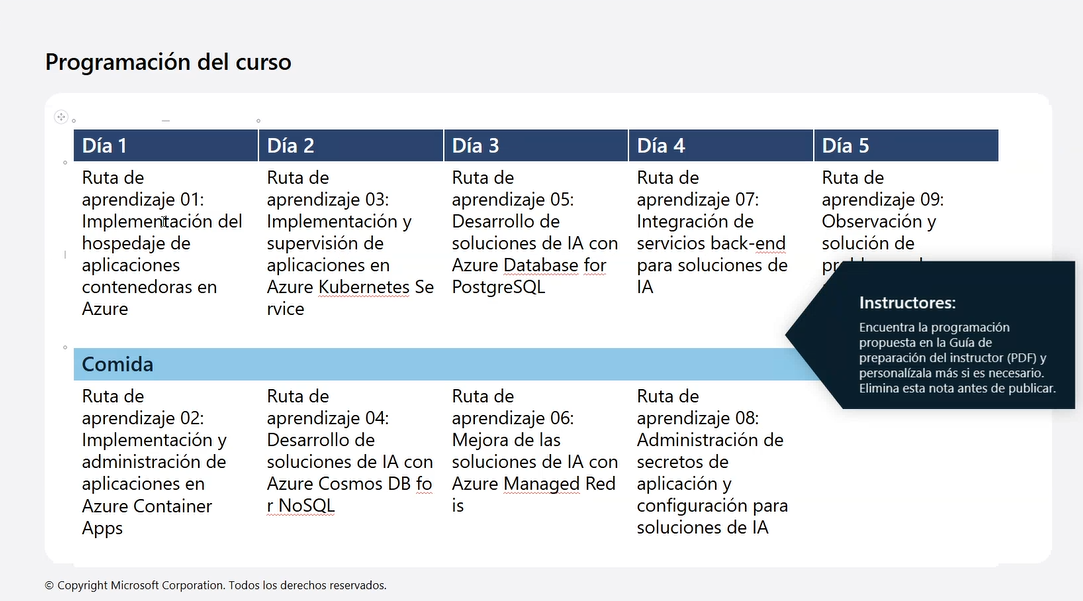 Programación del curso
Día 1
Día 2
Día 3
Día 4
Día 5
Ruta de
aprendizaje 01:
Implementación del
hospedaje de
aplicaciones
contenedoras en
Azure
Ruta de
aprendizaje 03:
Implementación y
supervisión de
aplicaciones en
Azure Kubernetes Se
rvice
Ruta de
aprendizaje 05:
Desarrollo de
soluciones de IA con
Azure Database for
PostgreSQL
Ruta de
aprendizaje 07:
Integración de
servicios back-end
para soluciones de
IA
Ruta de
aprendizaje 09:
Observación y
solución de
Instructores:
Encuentra la programación
propuesta en la Guía de
preparación del instructor (PDF) y
personalízala más si es necesario.
Elimina esta nota antes de publicar.
Comida
Ruta de
aprendizaje 02:
Implementación y
administración de
aplicaciones en
Azure Container
Apps
Ruta de
aprendizaje 04:
Desarrollo de
soluciones de IA con
Azure Cosmos DB fo
r NoSQL
Ruta de
aprendizaje 06:
Mejora de las
soluciones de IA con
Azure Managed Red
is
Ruta de
aprendizaje 08:
Administración de
secretos de
aplicación y
configuración para
soluciones de IA
© Copyright Microsoft Corporation. Todos los derechos reservados.